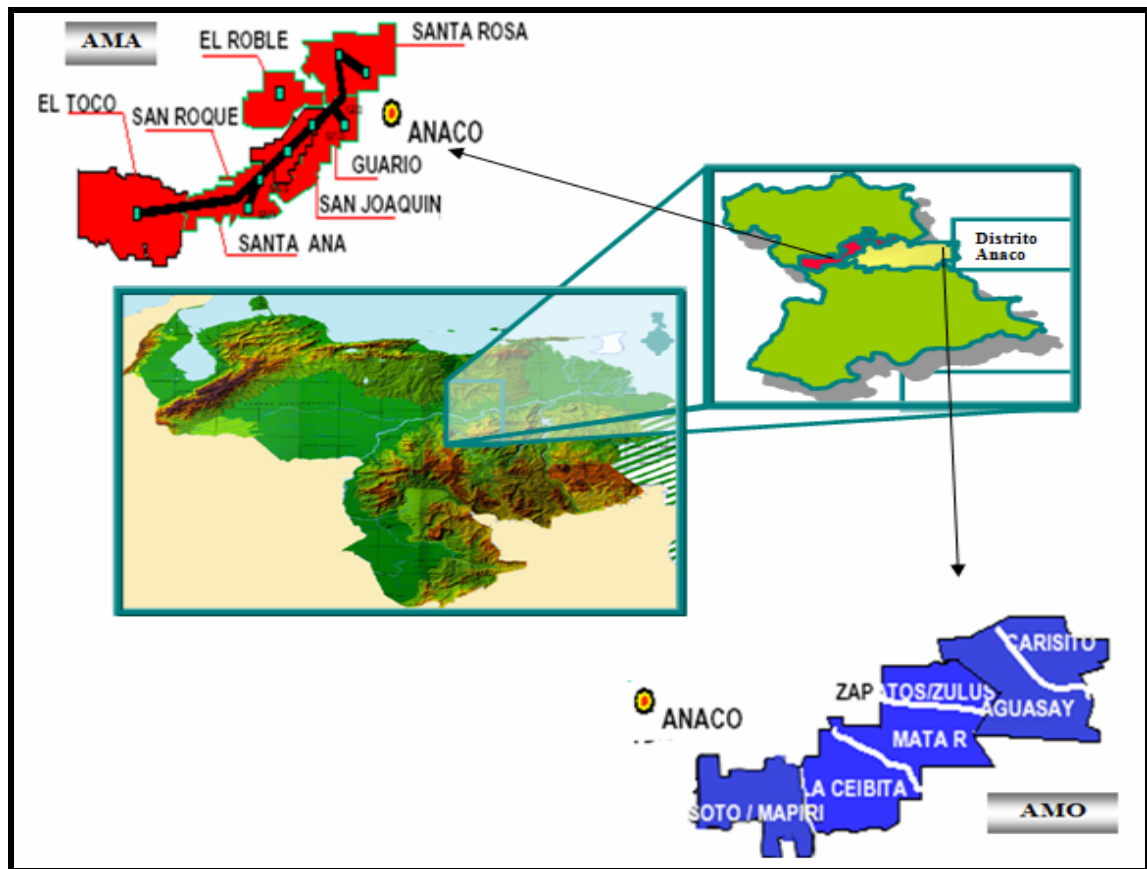 AMA
SANTA ROSA
EL ROBLE
EL TOCO
SAN ROQUE
ANACO
GUARIO
SAN JOAQUIN
SANTA ANA
Distrito
Anaco
CARISITO
ZAPATOS/ZULUS
AGUASAY
ANACO
MATA R
LA CEIBITA
SOTO / MAPIRI
AMO